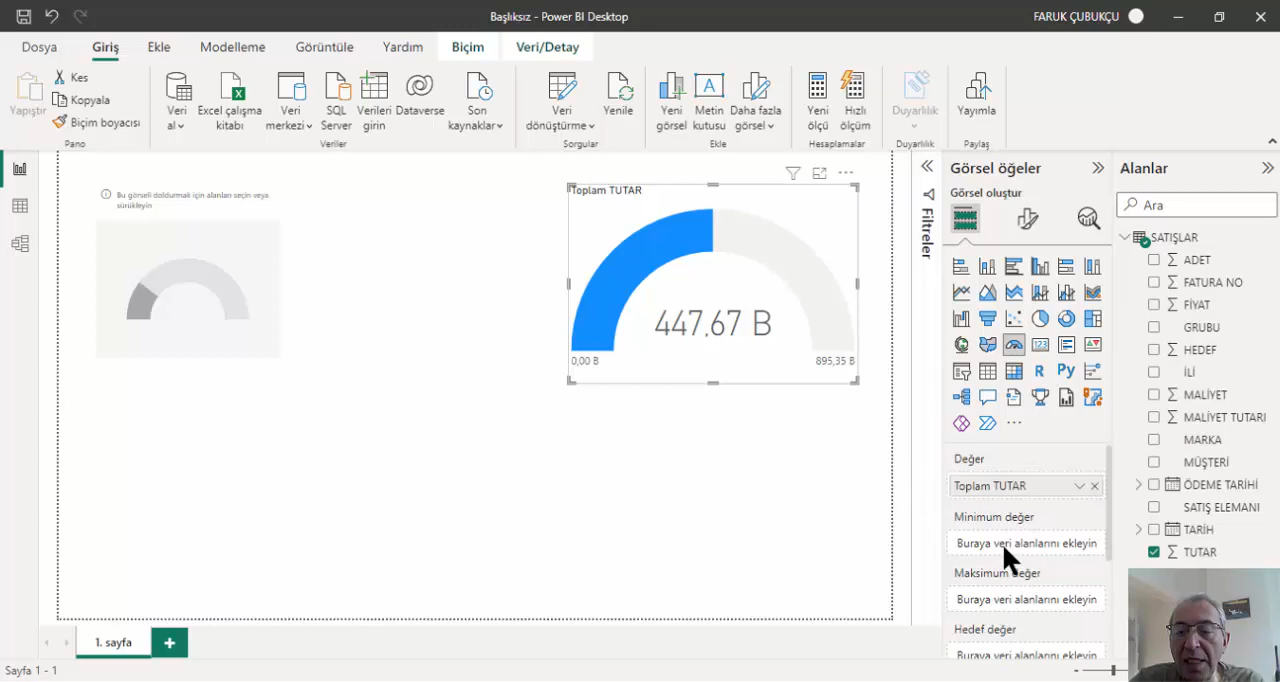 Başlıksız - Power BI Desktop
FARUK ÇUBUKÇU
Dosya Giriş Ekle Modelleme Görüntüle Yardım Biçim Veri/Detay
Yapıştır
Kes
Kopyala
Biçim boyacısı
Veri al
Excel çalışma kitabı
Veri merkezi
SQL Server
Verileri girin
Dataverse
Son kaynaklar
Veri dönüştürme
Yenile
Yeni görsel
Metin kutusu
Daha fazla görsel
Yeni ölçü
Hızlı ölçüm
Duyarlılık
Yayımla
Pano Veriler Sorgular Ekle Hesaplamalar Duyarlılık Paylaş
Bu görseli doldurmak için alanları seçin veya
sürükleyin
Toplam TUTAR
447,67 B
0,00 B 895,35 B
Filtreler
Görsel öğeler
Görsel oluştur
R Py
123
Değer
Toplam TUTAR
Minimum değer
Buraya veri alanlarını ekleyin
Maksimum değer
Buraya veri alanlarını ekleyin
Hedef değer
Buraya veri alanlarını ekleyin
Alanlar
Ara
SATIŞLAR
ADET
FATURA NO
FİYAT
GRUBU
HEDEF
İLİ
MALİYET
MALİYET TUTARI
MARKA
MÜŞTERİ
ÖDEME TARİHİ
SATIŞ ELEMANI
TARİH
TUTAR
1. sayfa
Sayfa 1 - 1